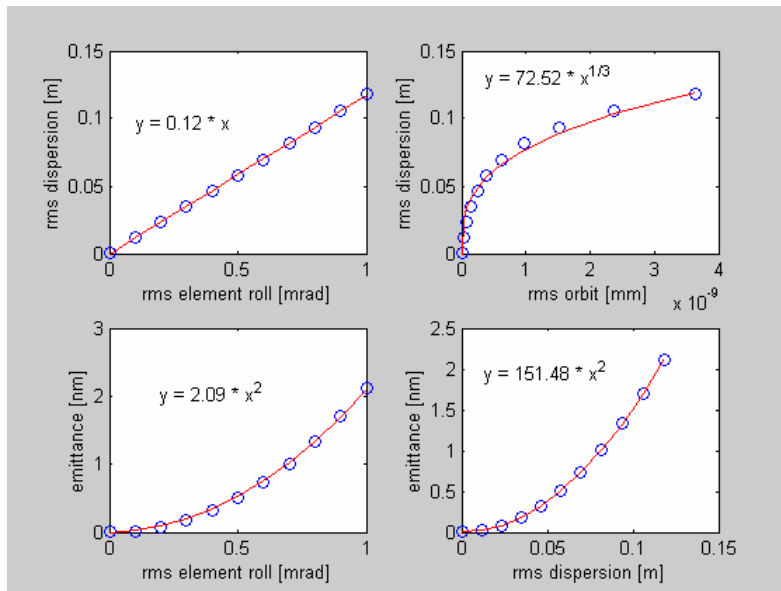 0.15
0.1
0.05
0
rms dispersion [m]
y = 0.12 * x
0
0.5
1
rms element roll [mrad]
0.15
0.1
0.05
0
rms dispersion [m]
y = 72.52 * x^{1/3}
0
1
2
3
4
rms orbit [mm]
x 10^{-9}
3
2
1
0
emittance [nm]
y = 2.09 * x^2
0
0.5
1
rms element roll [mrad]
2.5
2
1.5
1
0.5
0
emittance [nm]
y = 151.48 * x^2
0
0.05
0.1
0.15
rms dispersion [m]